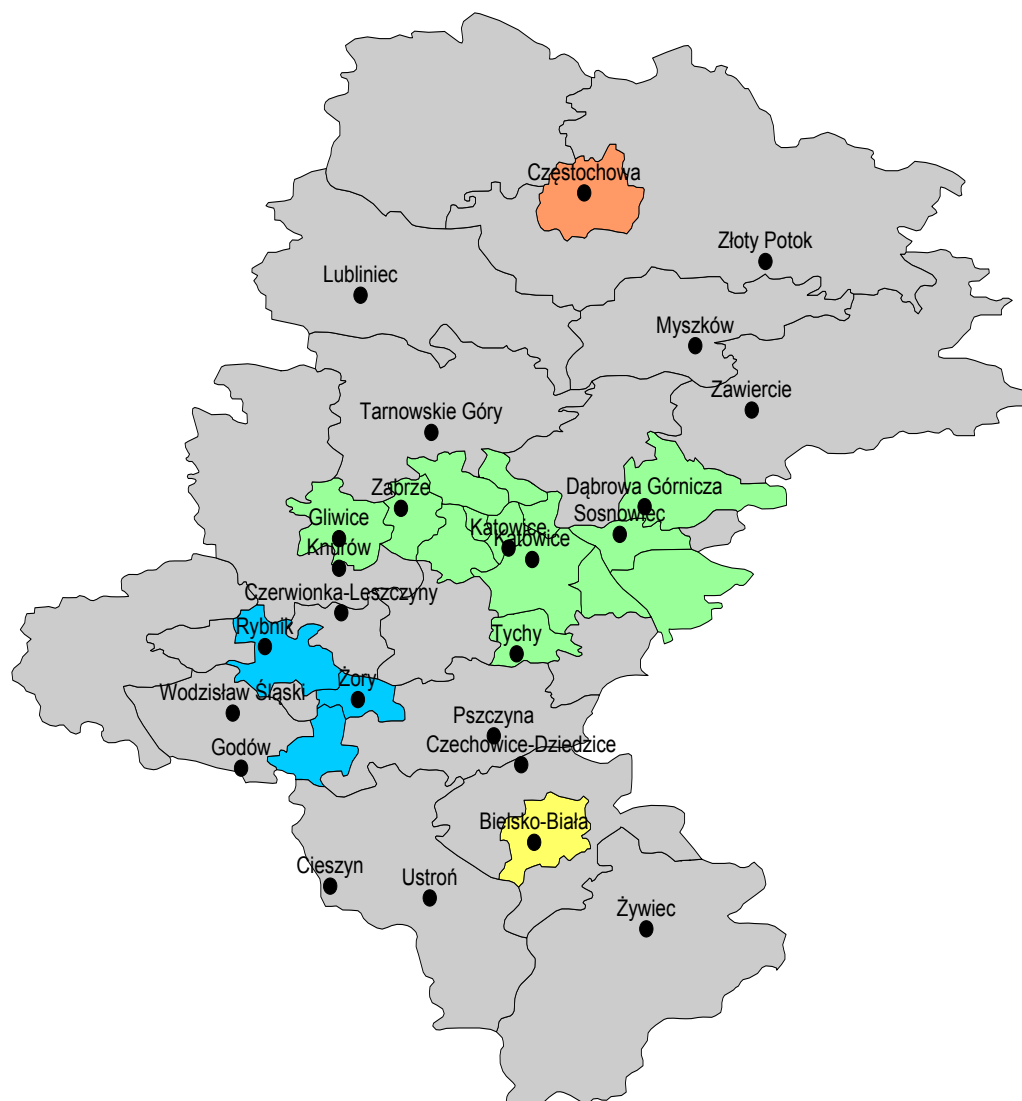 Częstochowa
Złoty Potok
Lubliniec
Myszków
Zawiercie
Tarnowskie Góry
Zabrze
Dąbrowa Górnicza
Gliwice
Sosnowiec
Katowice
Katowice
Knurów
Czerwionka-Leszczyny
Rybnik
Tychy
Żory
Wodzisław Śląski
Pszczyna
Godów
Czechowice-Dziedzice
Bielsko-Biała
Cieszyn
Ustroń
Żywiec